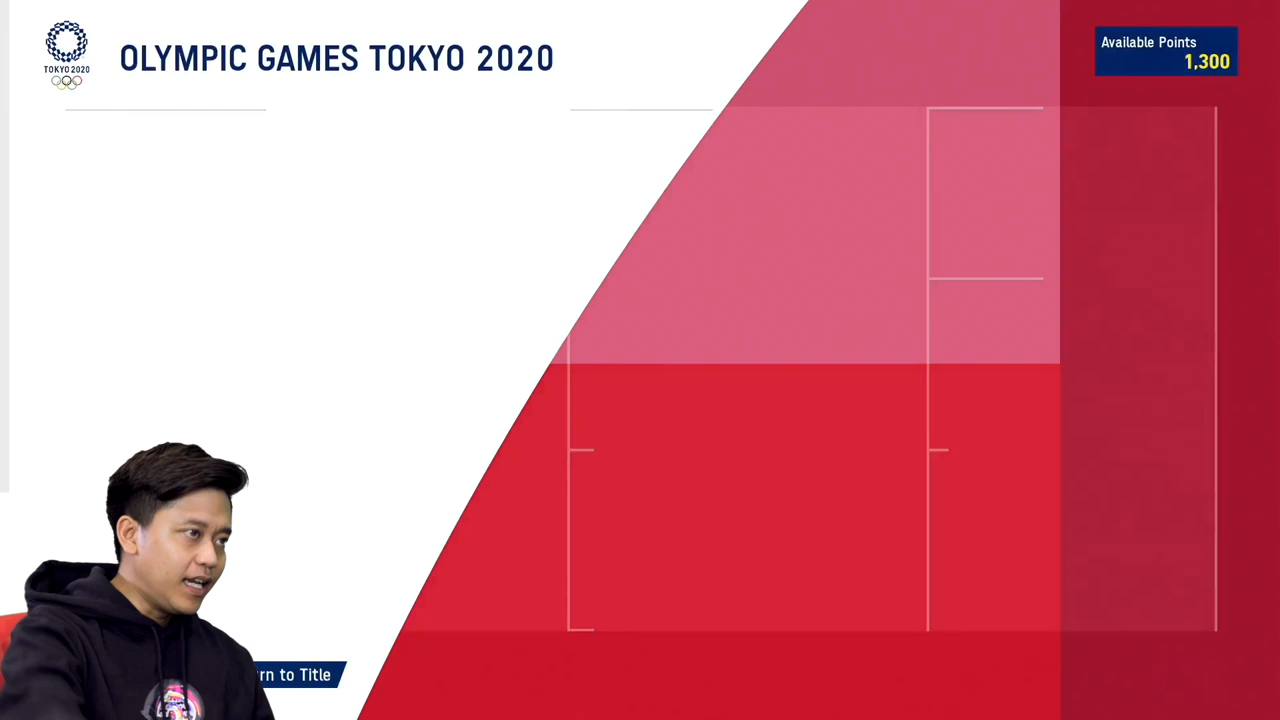 TOKYO 2020
OLYMPIC GAMES TOKYO 2020
Available Points
1,300
rn to Title